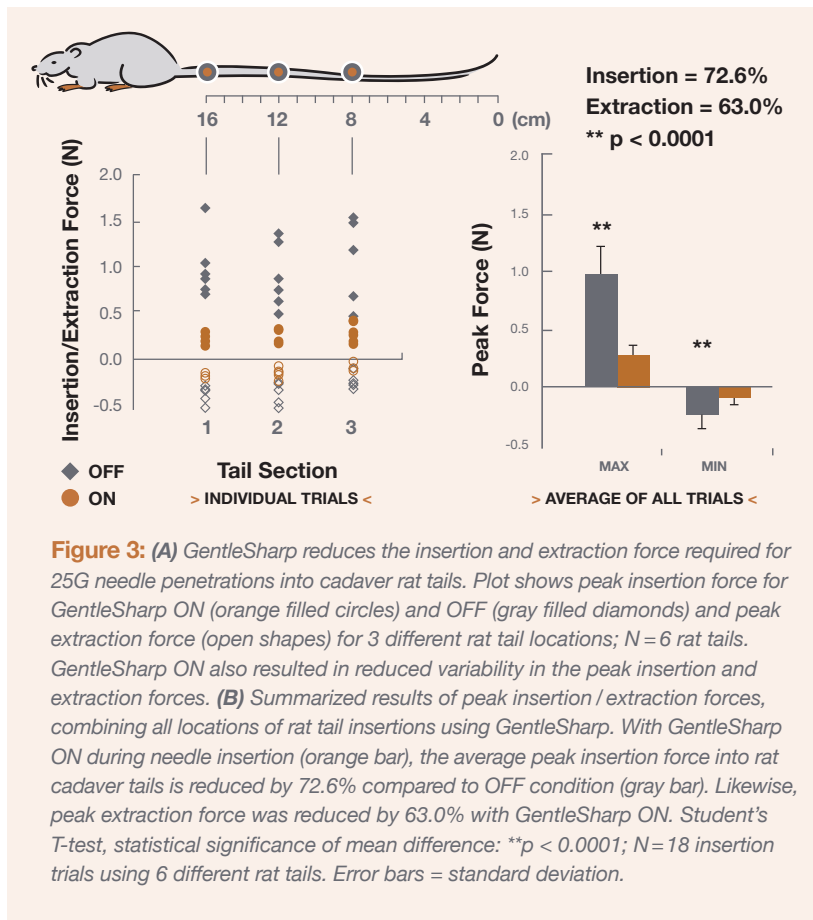 Insertion = 72.6%
Extraction = 63.0%
** p < 0.0001
16 12 8 4 0 (cm)
Insertion/Extraction Force (N)
2.0
1.5
1.0
0.5
0.0
-0.5
1 2 3
OFF
ON
Tail Section
> INDIVIDUAL TRIALS <
Peak Force (N)
2.0
1.5
1.0
0.5
0.0
-0.5
**
**
MAX MIN
> AVERAGE OF ALL TRIALS <
Figure 3: (A) GentleSharp reduces the insertion and extraction force required for
25G needle penetrations into cadaver rat tails. Plot shows peak insertion force for
GentleSharp ON (orange filled circles) and OFF (gray filled diamonds) and peak
extraction force (open shapes) for 3 different rat tail locations; N = 6 rat tails.
GentleSharp ON also resulted in reduced variability in the peak insertion and
extraction forces. (B) Summarized results of peak insertion / extraction forces,
combining all locations of rat tail insertions using GentleSharp. With GentleSharp
ON during needle insertion (orange bar), the average peak insertion force into rat
cadaver tails is reduced by 72.6% compared to OFF condition (gray bar). Likewise,
peak extraction force was reduced by 63.0% with GentleSharp ON. Student's
T-test, statistical significance of mean difference: **p < 0.0001; N = 18 insertion
trials using 6 different rat tails. Error bars = standard deviation.